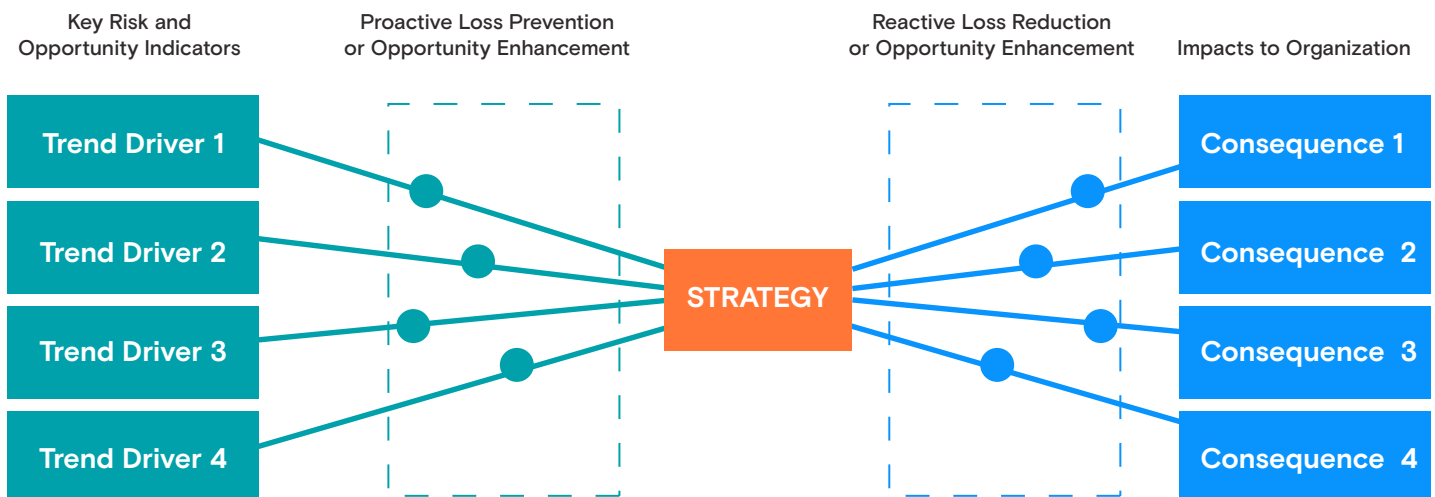 Key Risk and
Opportunity Indicators
Proactive Loss Prevention
or Opportunity Enhancement
Reactive Loss Reduction
or Opportunity Enhancement
Impacts to Organization
Trend Driver 1
Trend Driver 2
Trend Driver 3
Trend Driver 4
STRATEGY
Consequence 1
Consequence 2
Consequence 3
Consequence 4